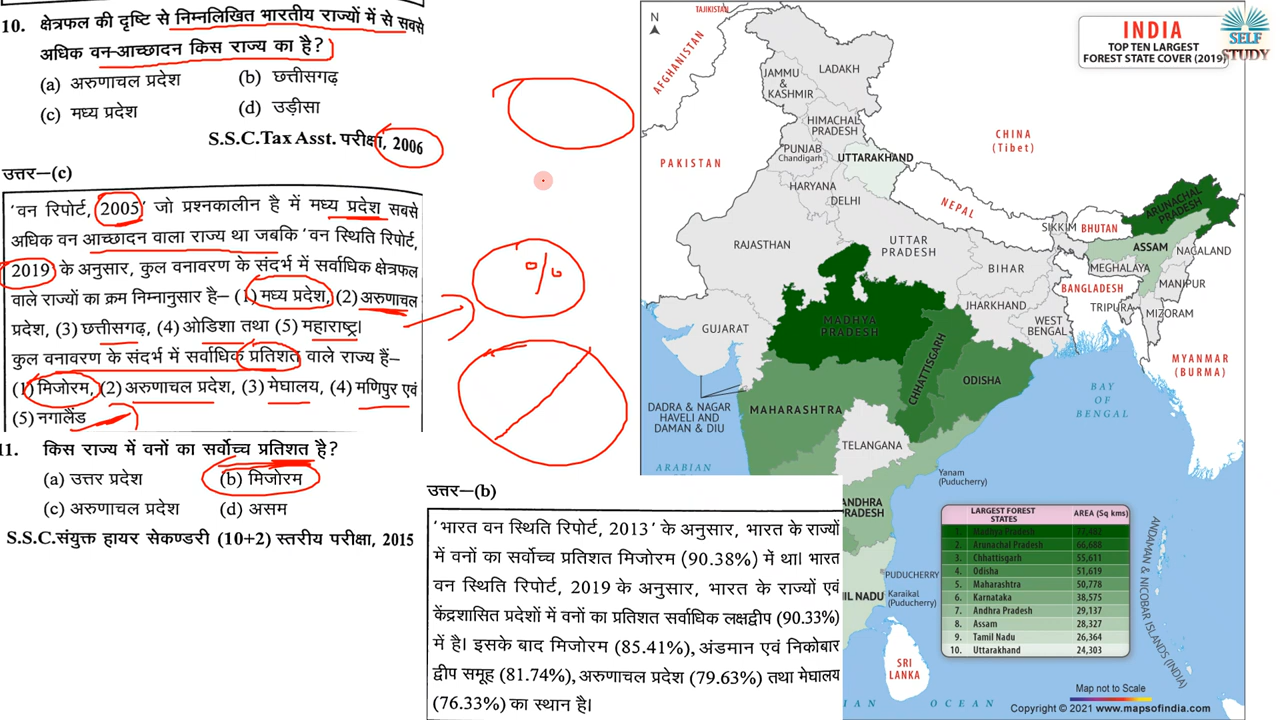 10. क्षेत्रफल की दृष्टि से निम्नलिखित भारतीय राज्यों में से सबसे
अधिक वन-आच्छादन किस राज्य का है?
(a) अरुणाचल प्रदेश (b) छत्तीसगढ़
(c) मध्य प्रदेश (d) उड़ीसा
S.S.C.Tax Asst. परीक्षा, 2006
उत्तर—(c)
'वन रिपोर्ट, 2005' जो प्रश्नकालीन है में मध्य प्रदेश सबसे
अधिक वन आच्छादन वाला राज्य था जबकि 'वन स्थिति रिपोर्ट,
2019 के अनुसार, कुल वनावरण के संदर्भ में सर्वाधिक क्षेत्रफल
वाले राज्यों का क्रम निम्नानुसार है– (1) मध्य प्रदेश, (2) अरुणाचल
प्रदेश, (3) छत्तीसगढ़, (4) ओडिशा तथा (5) महाराष्ट्र।
कुल वनावरण के संदर्भ में सर्वाधिक प्रतिशत वाले राज्य हैं–
(1) मिजोरम, (2) अरुणाचल प्रदेश, (3) मेघालय, (4) मणिपुर एवं
(5) नगालैंड
11. किस राज्य में वनों का सर्वोच्च प्रतिशत है?
(a) उत्तर प्रदेश (b) मिजोरम
(c) अरुणाचल प्रदेश (d) असम
S.S.C.संयुक्त हायर सेकण्डरी (10+2) स्तरीय परीक्षा, 2015
%
उत्तर—(b)
'भारत वन स्थिति रिपोर्ट, 2013' के अनुसार, भारत के राज्यों
में वनों का सर्वोच्च प्रतिशत मिजोरम (90.38%) में था। भारत
वन स्थिति रिपोर्ट, 2019 के अनुसार, भारत के राज्यों एवं
केंद्रशासित प्रदेशों में वनों का प्रतिशत सर्वाधिक लक्षद्वीप (90.33%)
में है। इसके बाद मिजोरम (85.41%), अंडमान एवं निकोबार
द्वीप समूह (81.74%), अरुणाचल प्रदेश (79.63%) तथा मेघालय
(76.33%) का स्थान है।
INDIA
TOP TEN LARGEST
FOREST STATE COVER (2019)
SELF
STUDY
N
TAJIKISTAN
AFGHANISTAN
LADAKH
JAMMU
&
KASHMIR
HIMACHAL
PRADESH
CHINA
(Tibet)
PAKISTAN
PUNJAB
Chandigarh
UTTARAKHAND
HARYANA
DELHI
NEPAL
ARUNACHAL
PRADESH
SIKKIM
BHUTAN
RAJASTHAN
UTTAR
PRADESH
ASSAM
NAGALAND
BIHAR
MEGHALAYA
BANGLADESH
MANIPUR
GUJARAT
MADHYA
PRADESH
JHARKHAND
WEST
BENGAL
TRIPURA
MIZORAM
CHHATTISGARH
ODISHA
MYANMAR
(BURMA)
DADRA & NAGAR
HAVELI AND
DAMAN & DIU
MAHARASHTRA
BAY
OF
BENGAL
TELANGANA
ARABIAN
Yanam
(Puducherry)
ANDHRA
PRADESH
PUDUCHERRY
Karaikal
(Puducherry)
IL NADU
SRI
LANKA
ANDAMAN & NICOBAR ISLANDS (INDIA)
LARGEST FOREST STATES AREA (Sq kms)
1. Madhya Pradesh 77,482
2. Arunachal Pradesh 66,688
3. Chhattisgarh 55,611
4. Odisha 51,619
5. Maharashtra 50,778
6. Karnataka 38,575
7. Andhra Pradesh 29,137
8. Assam 28,327
9. Tamil Nadu 26,364
10. Uttarakhand 24,303
Map not to Scale
IAN OCEAN
Copyright © 2021 www.mapsofindia.com